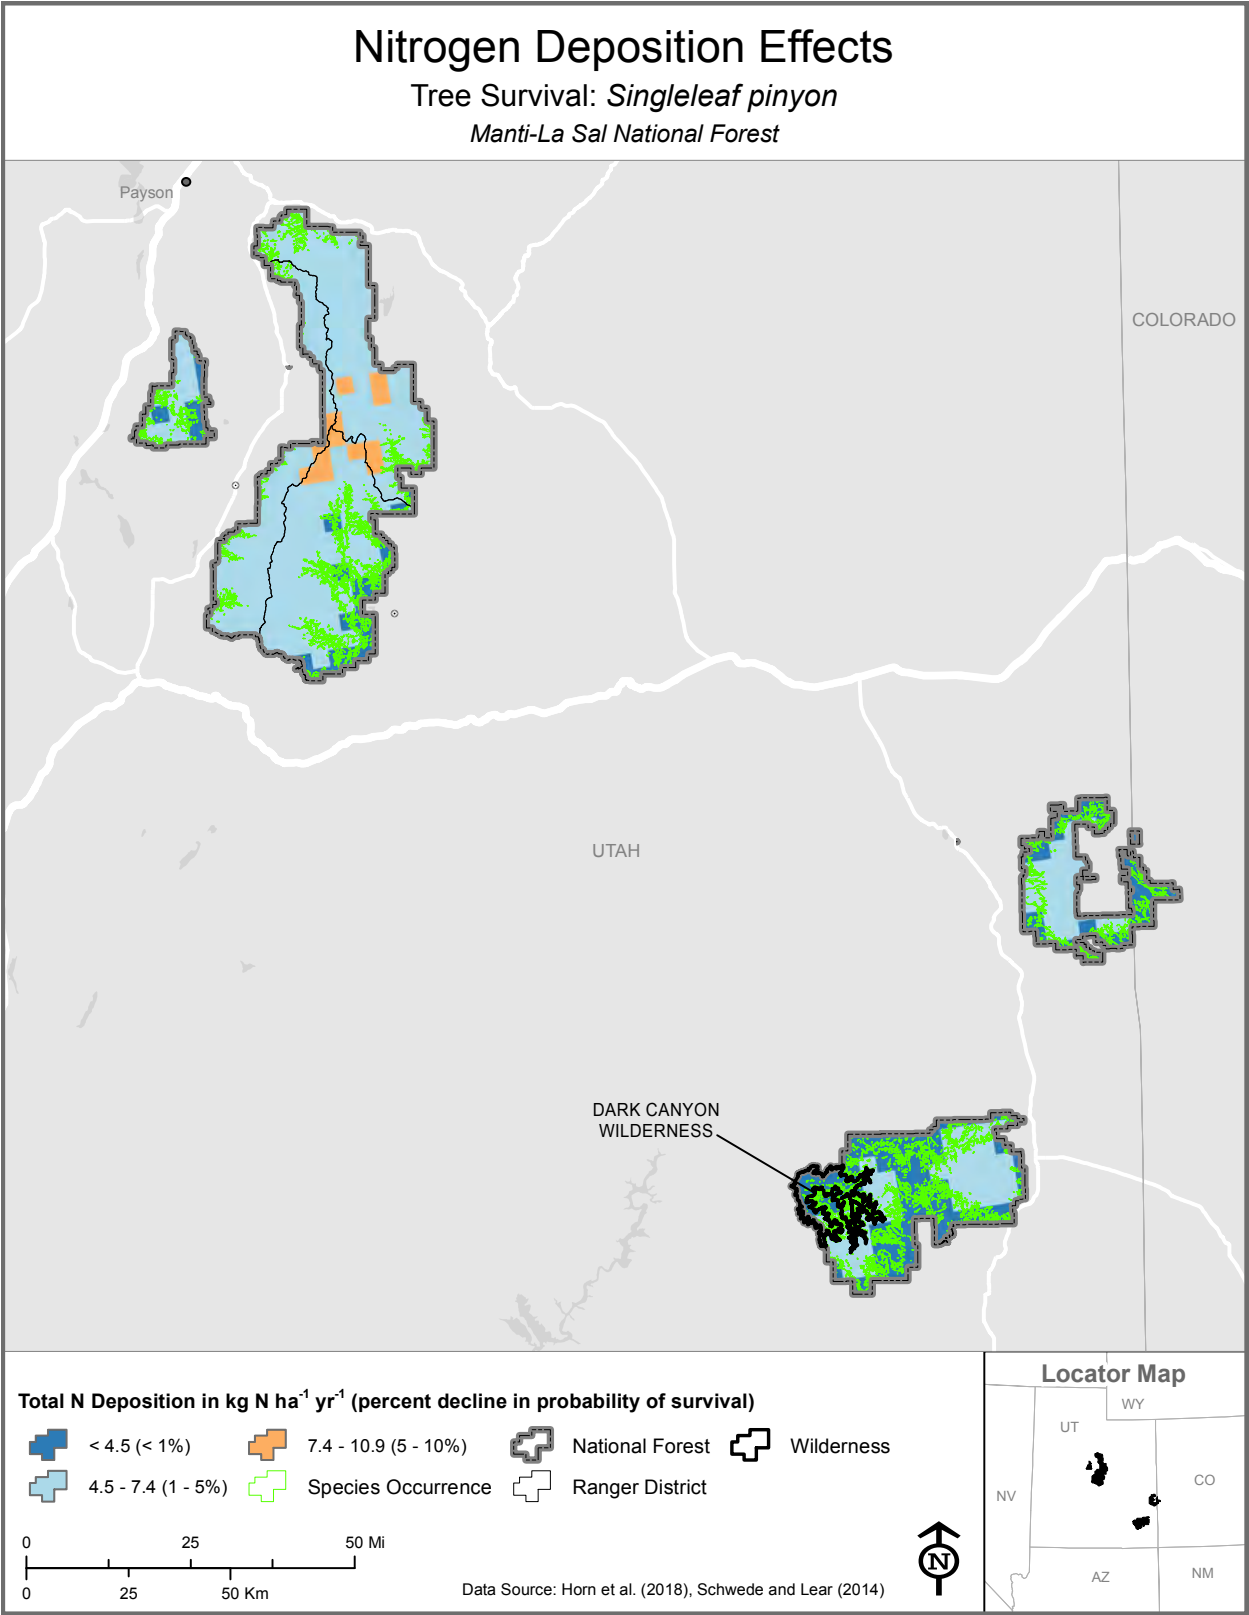 Nitrogen Deposition Effects
Tree Survival: Singleleaf pinyon
Manti-La Sal National Forest
Payson
COLORADO
UTAH
DARK CANYON
WILDERNESS
Total N Deposition in kg N ha-1 yr-1 (percent decline in probability of survival)
< 4.5 (< 1%)
7.4 - 10.9 (5 - 10%)
National Forest
Wilderness
4.5 - 7.4 (1 - 5%)
Species Occurrence
Ranger District
0 25 50 Mi
0 25 50 Km
Data Source: Horn et al. (2018), Schwede and Lear (2014)
N
Locator Map
WY
UT
NV
CO
AZ
NM